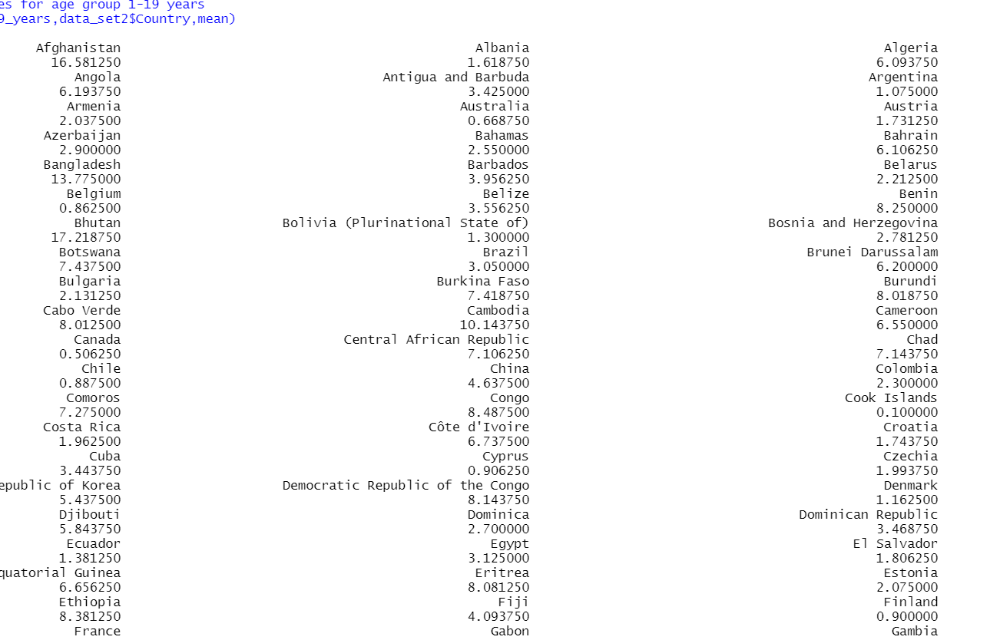 es for age group 1-19 years
9_years,data_set2$Country,mean)
Afghanistan Albania Algeria
16.581250 1.618750 6.093750
Angola Antigua and Barbuda Argentina
6.193750 3.425000 1.075000
Armenia Australia Austria
2.037500 0.668750 1.731250
Azerbaijan Bahamas Bahrain
2.900000 2.550000 6.106250
Bangladesh Barbados Belarus
13.775000 3.956250 2.212500
Belgium Belize Benin
0.862500 3.556250 8.250000
Bhutan Bolivia (Plurinational State of) Bosnia and Herzegovina
17.218750 1.300000 2.781250
Botswana Brazil Brunei Darussalam
7.437500 3.050000 6.200000
Bulgaria Burkina Faso Burundi
2.131250 7.418750 8.018750
Cabo Verde Cambodia Cameroon
8.012500 10.143750 6.550000
Canada Central African Republic Chad
0.506250 7.106250 7.143750
Chile China Colombia
0.887500 4.637500 2.300000
Comoros Congo Cook Islands
7.275000 8.487500 0.100000
Costa Rica Côte d'Ivoire Croatia
1.962500 6.737500 1.743750
Cuba Cyprus Czechia
3.443750 0.906250 1.993750
epublic of Korea Democratic Republic of the Congo Denmark
5.437500 8.143750 1.162500
Djibouti Dominica Dominican Republic
5.843750 2.700000 3.468750
Ecuador Egypt El Salvador
1.381250 3.125000 1.806250
quatorial Guinea Eritrea Estonia
6.656250 8.081250 2.075000
Ethiopia Fiji Finland
8.381250 4.093750 0.900000
France Gabon Gambia